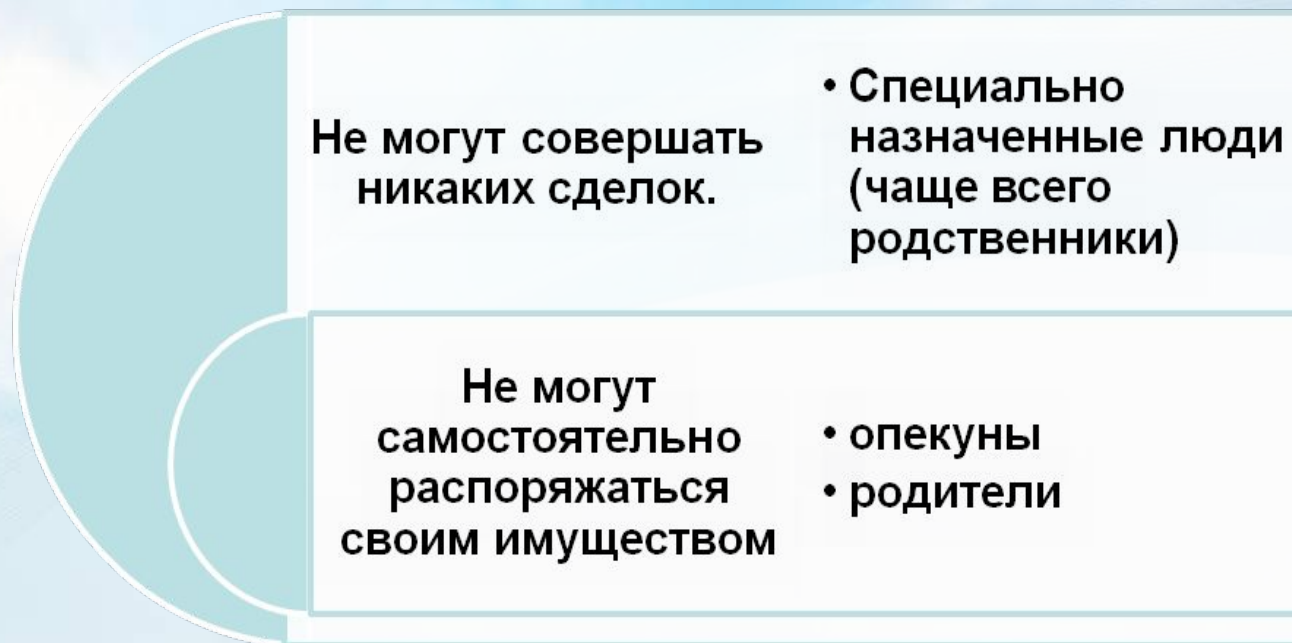 Не могут совершать
никаких сделок.
• Специально
назначенные люди
(чаще всего
родственники)
Не могут
самостоятельно
распоряжаться
своим имуществом
• опекуны
• родители